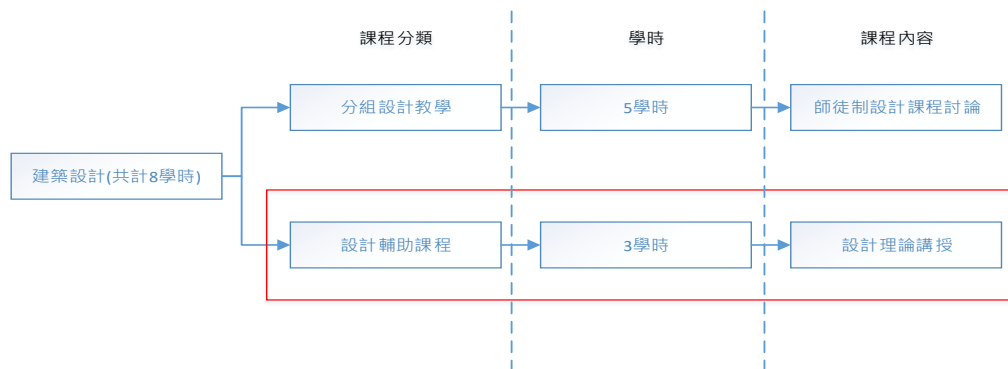 課程分類
學時
課程內容
分組設計教學
5學時
師徒制設計課程討論
建築設計(共計8學時)
設計輔助課程
3學時
設計理論講授